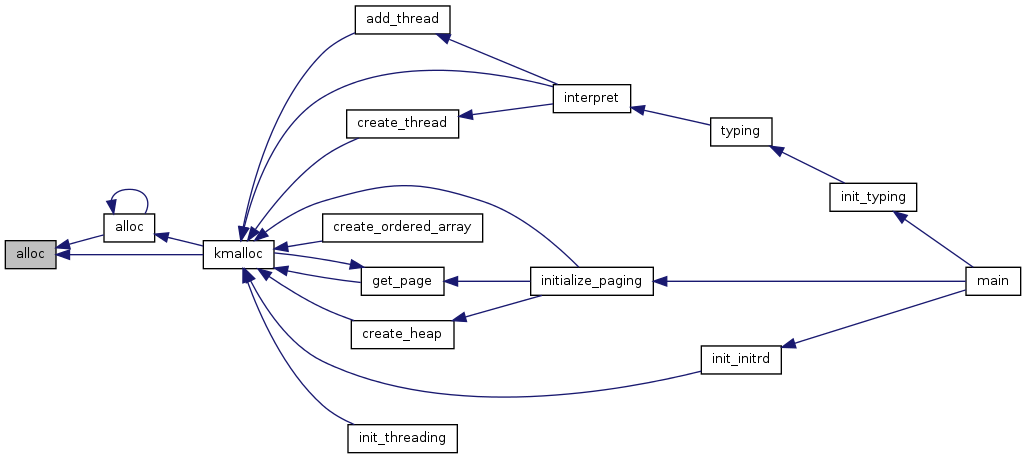 add_thread
interpret
create_thread
typing
init_typing
alloc
create_ordered_array
alloc
kmalloc
get_page
initialize_paging
main
create_heap
init_initrd
init_threading